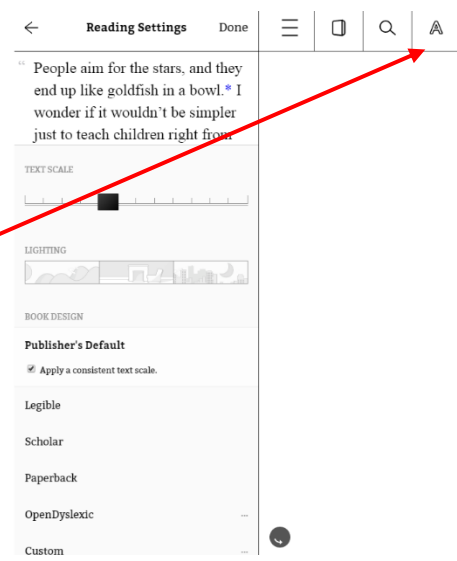 ← Reading Settings Done
“ People aim for the stars, and they
end up like goldfish in a bowl.* I
wonder if it wouldn’t be simpler
just to teach children right from
TEXT SCALE
LIGHTING
BOOK DESIGN
Publisher's Default
Apply a consistent text scale.
Legible
Scholar
Paperback
OpenDyslexic ...
Custom ...